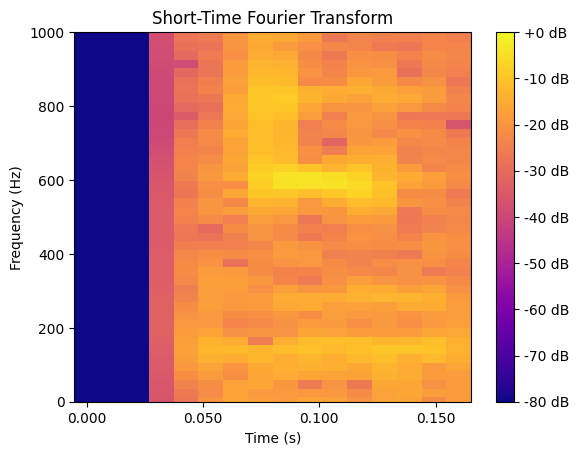 Short-Time Fourier Transform
Frequency (Hz)
1000
800
600
400
200
0
0.000
0.050
0.100
0.150
Time (s)
+0 dB
-10 dB
-20 dB
-30 dB
-40 dB
-50 dB
-60 dB
-70 dB
-80 dB